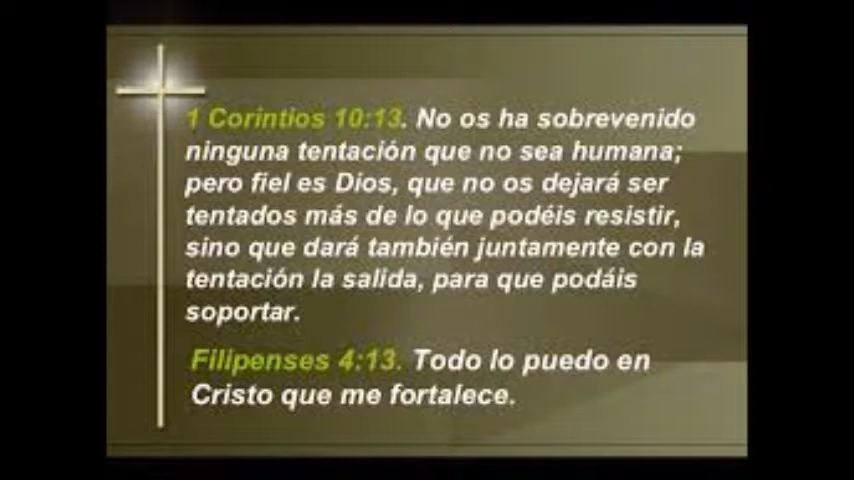 1 Corintios 10:13. No os ha sobrevenido
ninguna tentación que no sea humana;
pero fiel es Dios, que no os dejará ser
tentados más de lo que podéis resistir,
sino que dará también juntamente con la
tentación la salida, para que podáis
soportar.
Filipenses 4:13. Todo lo puedo en
Cristo que me fortalece.